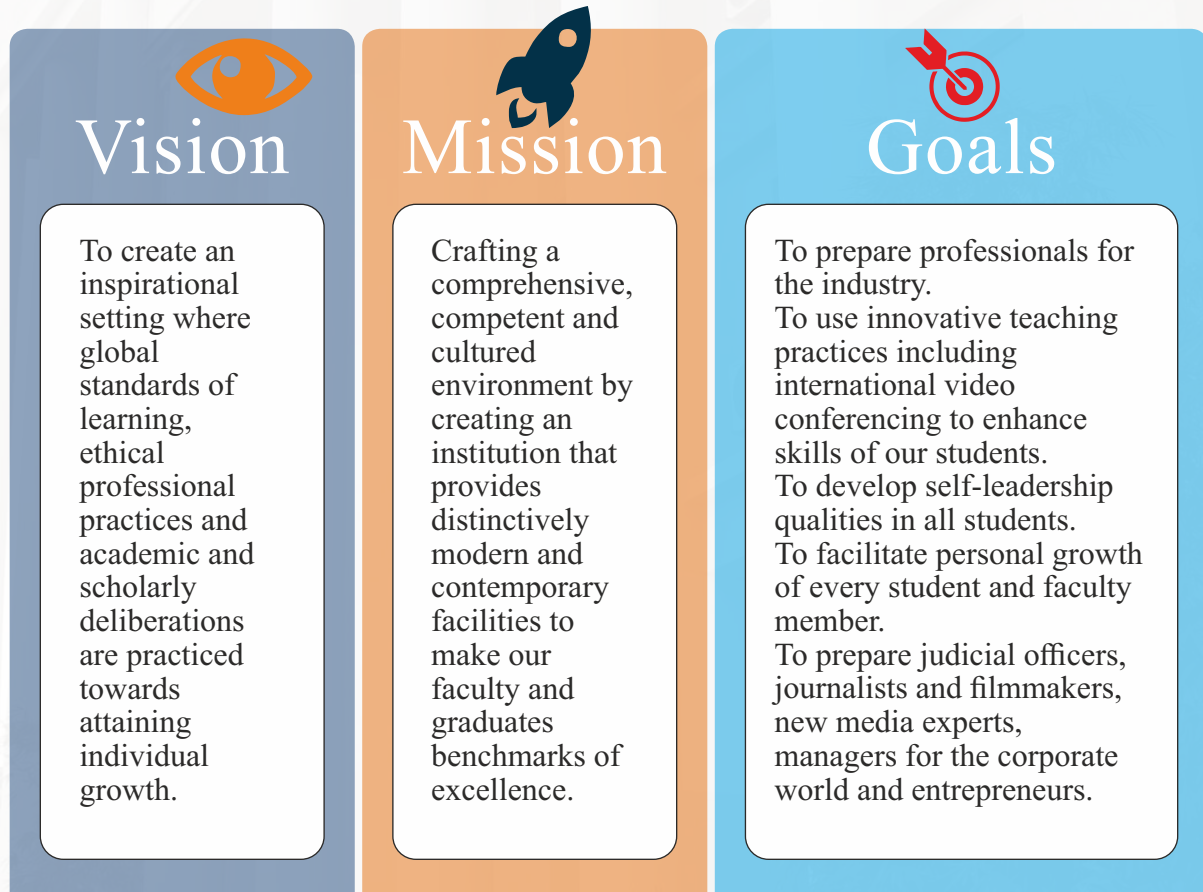 Vision
To create an
inspirational
setting where
global
standards of
learning,
ethical
professional
practices and
academic and
scholarly
deliberations
are practiced
towards
attaining
individual
growth.
Mission
Crafting a
comprehensive,
competent and
cultured
environment by
creating an
institution that
provides
distinctively
modern and
contemporary
facilities to
make our
faculty and
graduates
benchmarks of
excellence.
Goals
To prepare professionals for
the industry.
To use innovative teaching
practices including
international video
conferencing to enhance
skills of our students.
To develop self-leadership
qualities in all students.
To facilitate personal growth
of every student and faculty
member.
To prepare judicial officers,
journalists and filmmakers,
new media experts,
managers for the corporate
world and entrepreneurs.